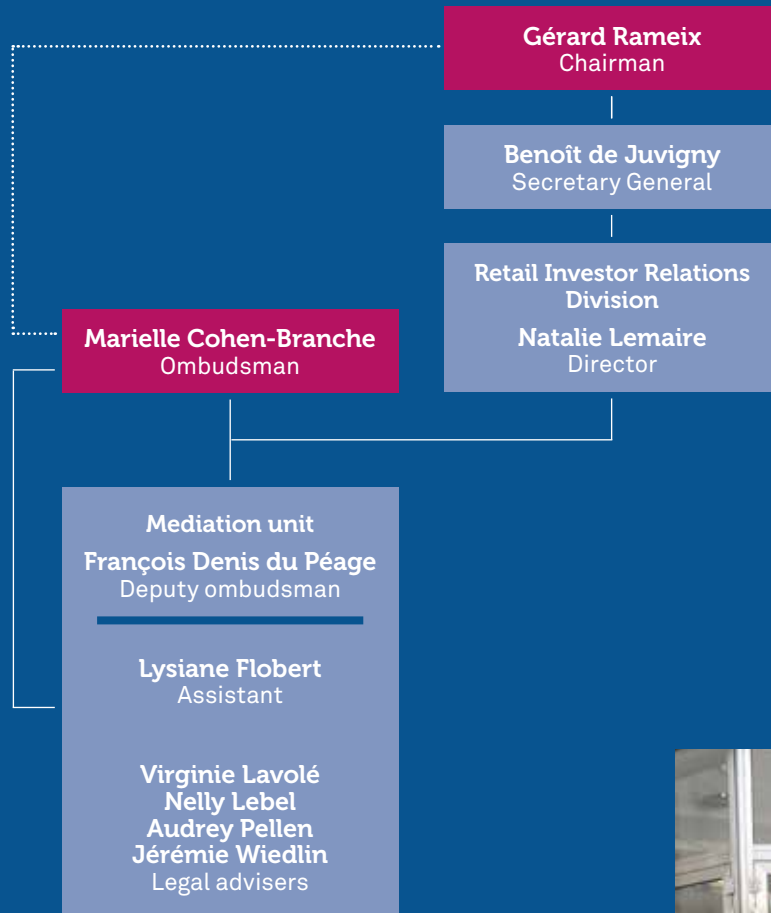 Gérard Rameix
Chairman
Benoît de Juvigny
Secretary General
Retail Investor Relations
Division
Natalie Lemaire
Director
Marielle Cohen-Branche
Ombudsman
Mediation unit
François Denis du Péage
Deputy ombudsman
Lysiane Flobert
Assistant
Virginie Lavolé
Nelly Lebel
Audrey Pellen
Jérémie Wiedlin
Legal advisers